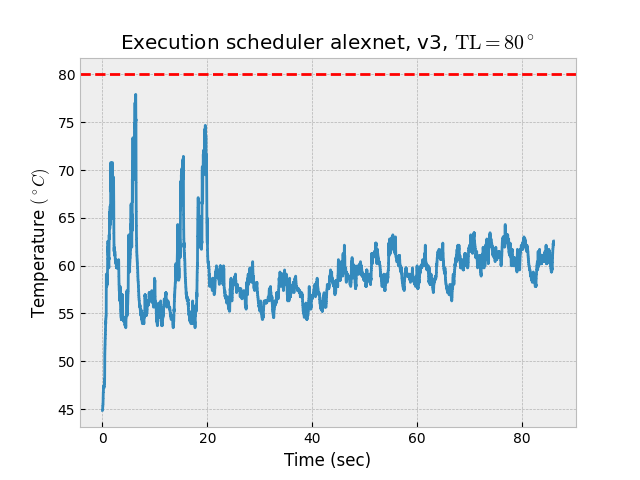 Execution scheduler alexnet, v3, TL = 80°
80
75
70
65
60
55
50
45
Temperature (°C)
0 20 40 60 80
Time (sec)